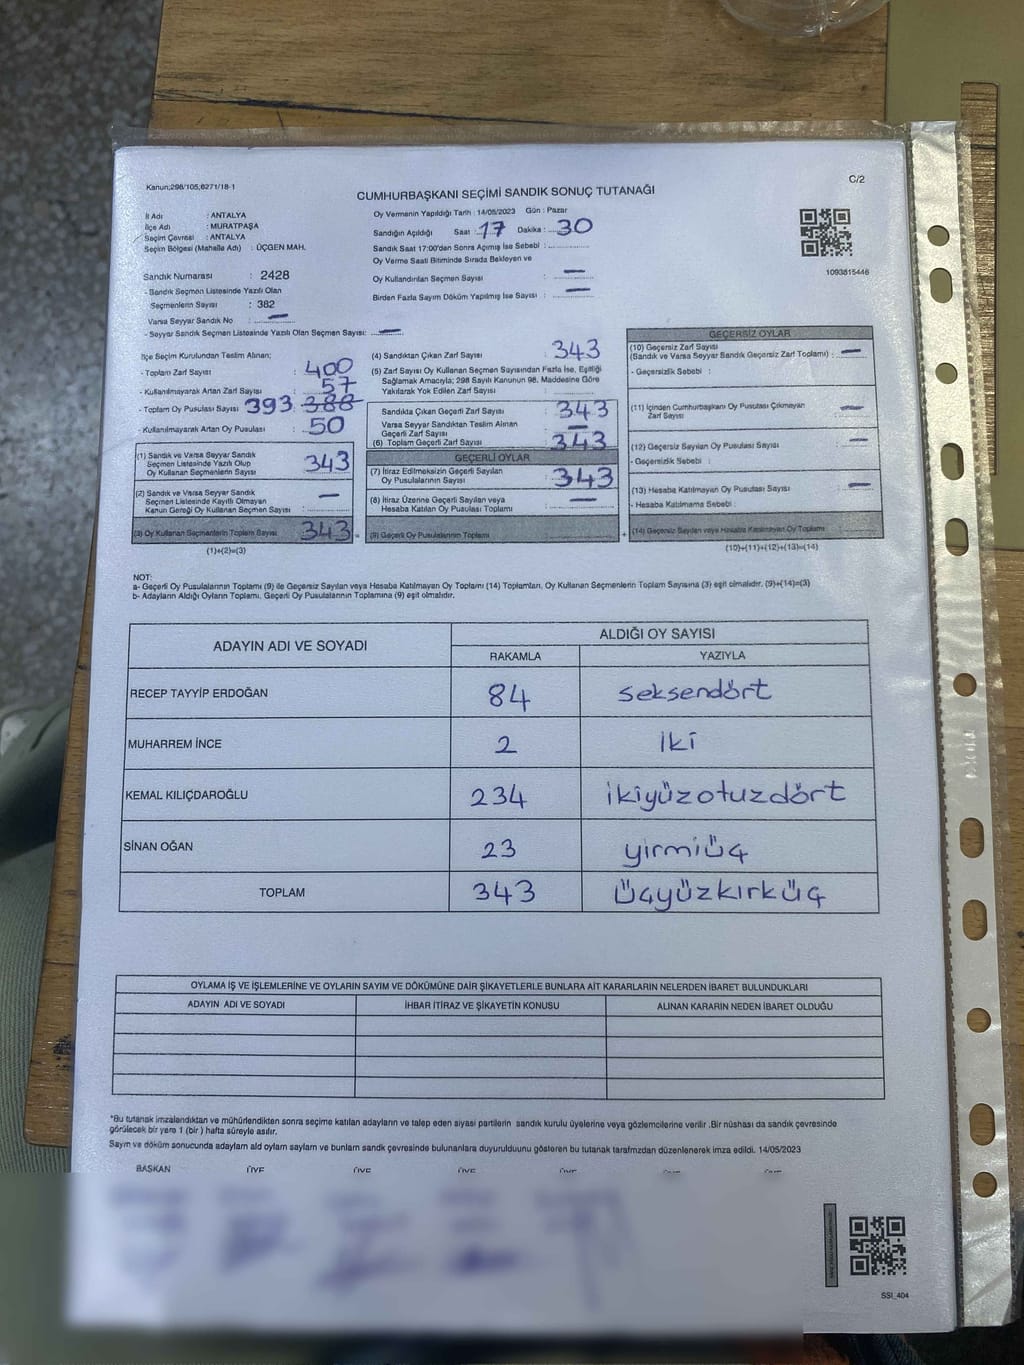 Kanun;298/105,6271/18-1
C/2
CUMHURBAŞKANI SEÇİMİ SANDIK SONUÇ TUTANAĞI
İl Adı : ANTALYA
İlçe Adı : MURATPAŞA
Seçim Çevresi : ANTALYA
Seçim Bölgesi (Mahalle Adı) : ÜÇGEN MAH.
Oy Vermenin Yapıldığı Tarih : 14/05/2023 Gün : Pazar
Sandığın Açıldığı Saat : 17 Dakika : 30
Sandık Saat 17:00'dan Sonra Açımış İse Sebebi :
Oy Verme Saati Bitiminde Sırada Bekleyen ve
Oy Kullandırılan Seçmen Sayısı : —
Birden Fazla Sayım Döküm Yapılmış İse Sayısı : —
1093815446
Sandık Numarası : 2428
- Sandık Seçmen Listesinde Yazılı Olan
Seçmenlerin Sayısı : 382
Varsa Seyyar Sandık No : —
- Seyyar Sandık Seçmen Listesinde Yazılı Olan Seçmen Sayısı: —
İlçe Seçim Kurulundan Teslim Alınan;
- Toplam Zarf Sayısı : 400
- Kullanılmayarak Artan Zarf Sayısı : 57
- Toplam Oy Pusulası Sayısı 393 388
- Kullanılmayarak Artan Oy Pusulası : 50
(1) Sandık ve Varsa Seyyar Sandık
Seçmen Listesinde Yazılı Olup
Oy Kullanan Seçmenlerin Sayısı : 343
(2) Sandık ve Varsa Seyyar Sandık
Seçmen Listesinde Kayıtlı Olmayan
Kanun Gereği Oy Kullanan Seçmen Sayısı : —
(3) Oy Kullanan Seçmenlerin Toplam Sayısı : 343 =
(1)+(2)=(3)
(4) Sandıktan Çıkan Zarf Sayısı : 343
(5) Zarf Sayısı Oy Kullanan Seçmen Sayısından Fazla İse, Eşitliği
Sağlamak Amacıyla; 298 Sayılı Kanunun 98. Maddesine Göre
Yakılarak Yok Edilen Zarf Sayısı :
Sandıkta Çıkan Geçerli Zarf Sayısı : 343
Varsa Seyyar Sandıktan Teslim Alınan
Geçerli Zarf Sayısı : —
(6) Toplam Geçerli Zarf Sayısı : 343
GEÇERLİ OYLAR
(7) İtiraz Edilmeksizin Geçerli Sayılan
Oy Pusulalarının Sayısı : 343
(8) İtiraz Üzerine Geçerli Sayılan veya
Hesaba Katılan Oy Pusulası Toplamı : —
(9) Geçerli Oy Pusulalarının Toplamı : +
GEÇERSİZ OYLAR
(10) Geçersiz Zarf Sayısı
(Sandık ve Varsa Seyyar Sandık Geçersiz Zarf Toplamı) : —
- Geçersizlik Sebebi :
(11) İçinden Cumhurbaşkanı Oy Pusulası Çıkmayan
Zarf Sayısı : —
(12) Geçersiz Sayılan Oy Pusulası Sayısı : —
- Geçersizlik Sebebi :
(13) Hesaba Katılmayan Oy Pusulası Sayısı : —
- Hesaba Katılmama Sebebi :
(14) Geçersiz Sayılan veya Hesaba Katılmayan Oy Toplamı :
(10)+(11)+(12)+(13)=(14)
NOT:
a- Geçerli Oy Pusulalarının Toplamı (9) ile Geçersiz Sayılan veya Hesaba Katılmayan Oy Toplamı (14) Toplamları, Oy Kullanan Seçmenlerin Toplam Sayısına (3) eşit olmalıdır. (9)+(14)=(3)
b- Adayların Aldığı Oyların Toplamı, Geçerli Oy Pusulalarının Toplamına (9) eşit olmalıdır.
ADAYIN ADI VE SOYADI
ALDIĞI OY SAYISI
RAKAMLA YAZIYLA
RECEP TAYYİP ERDOĞAN 84 seksendört
MUHARREM İNCE 2 iki
KEMAL KILIÇDAROĞLU 234 ikiyüzotuzdört
SİNAN OĞAN 23 yirmiüç
TOPLAM 343 Üçyüzkırküç
OYLAMA İŞ VE İŞLEMLERİNE VE OYLARIN SAYIM VE DÖKÜMÜNE DAİR ŞİKAYETLERLE BUNLARA AİT KARARLARIN NELERDEN İBARET BULUNDUKLARI
ADAYIN ADI VE SOYADI İHBAR İTİRAZ VE ŞİKAYETİN KONUSU ALINAN KARARIN NEDEN İBARET OLDUĞU
*Bu tutanak imzalandıktan ve mühürlendikten sonra seçime katılan adayların ve talep eden siyasi partilerin sandık kurulu üyelerine veya gözlemcilerine verilir .Bir nüshası da sandık çevresinde
görülecek bir yere 1 (bir ) hafta süreyle asılır.
Sayım ve döküm sonucunda adayların ald oyların saylarm ve bunların sandk çevresinde bulunanlara duyurulduunu gösteren bu tutanak tarafmzdan düzenlenerek imza edildi. 14/05/2023
BAŞKAN ÜYE ÜYE ÜYE ÜYE
SSI_404